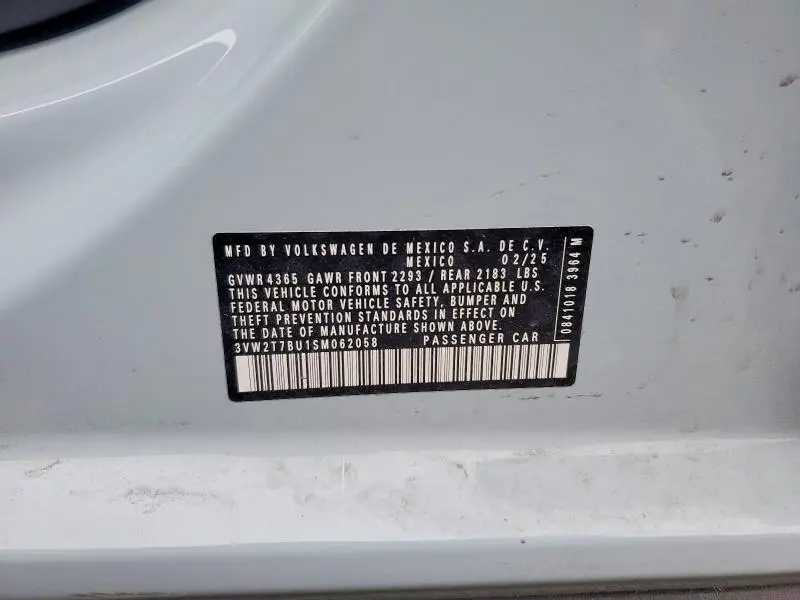 MFD BY VOLKSWAGEN DE MEXICO S.A. DE C.V.
MEXICO 02/25
GVWR 4365 GAWR FRONT 2293 / REAR 2183 LBS
THIS VEHICLE CONFORMS TO ALL APPLICABLE U.S.
FEDERAL MOTOR VEHICLE SAFETY, BUMPER AND
THEFT PREVENTION STANDARDS IN EFFECT ON
THE DATE OF MANUFACTURE SHOWN ABOVE.
3VW2T7BU1SM062058 PASSENGER CAR
0841018 3964 M